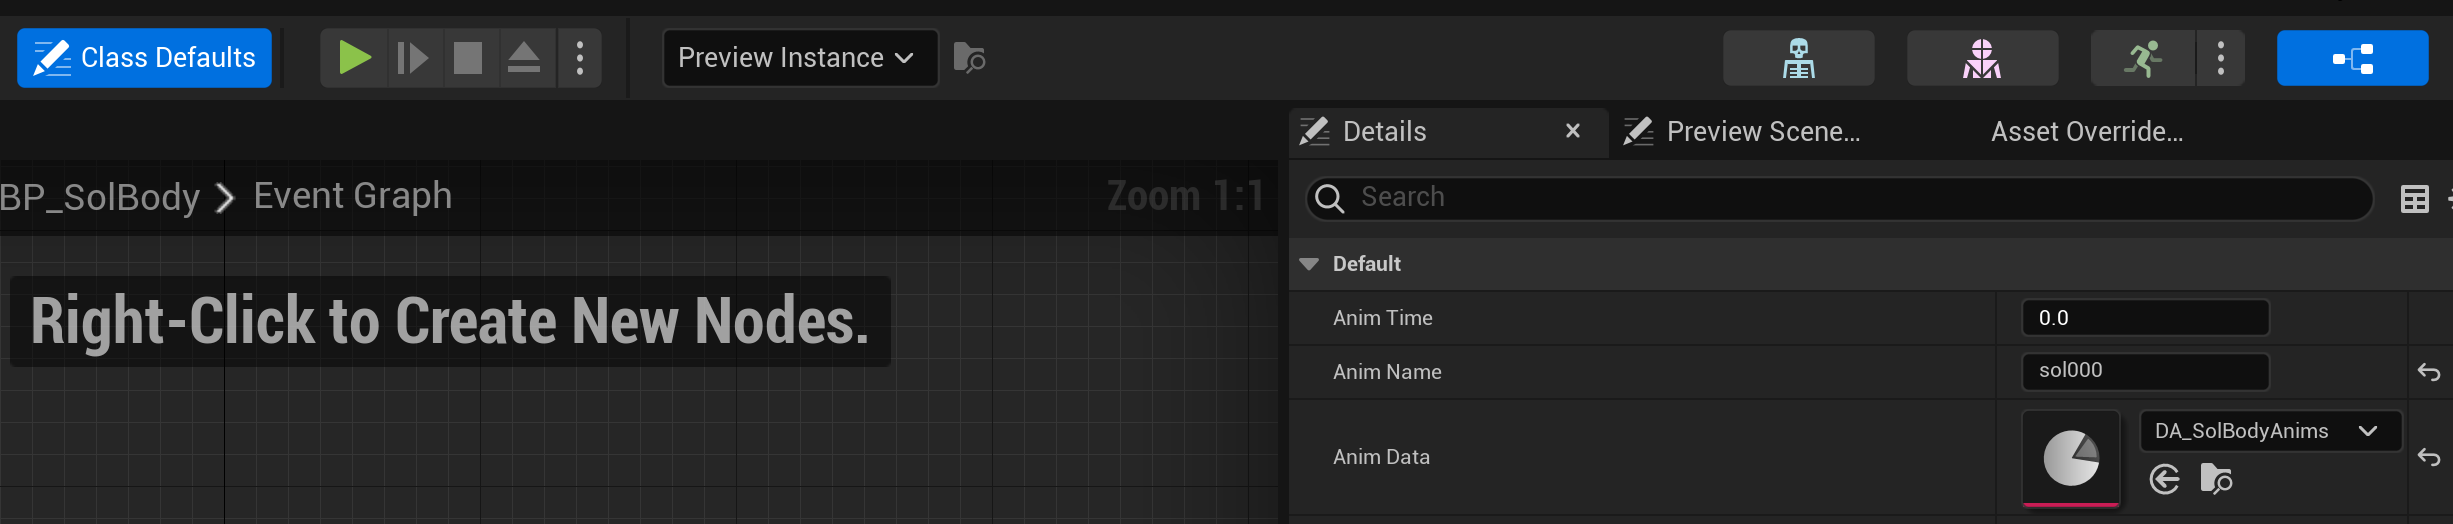 Class Defaults
Preview Instance
Details
Preview Scene...
Asset Override...
BP_SolBody > Event Graph
Zoom 1:1
Search
Right-Click to Create New Nodes.
Default
Anim Time
0.0
Anim Name
sol000
Anim Data
DA_SolBodyAnims